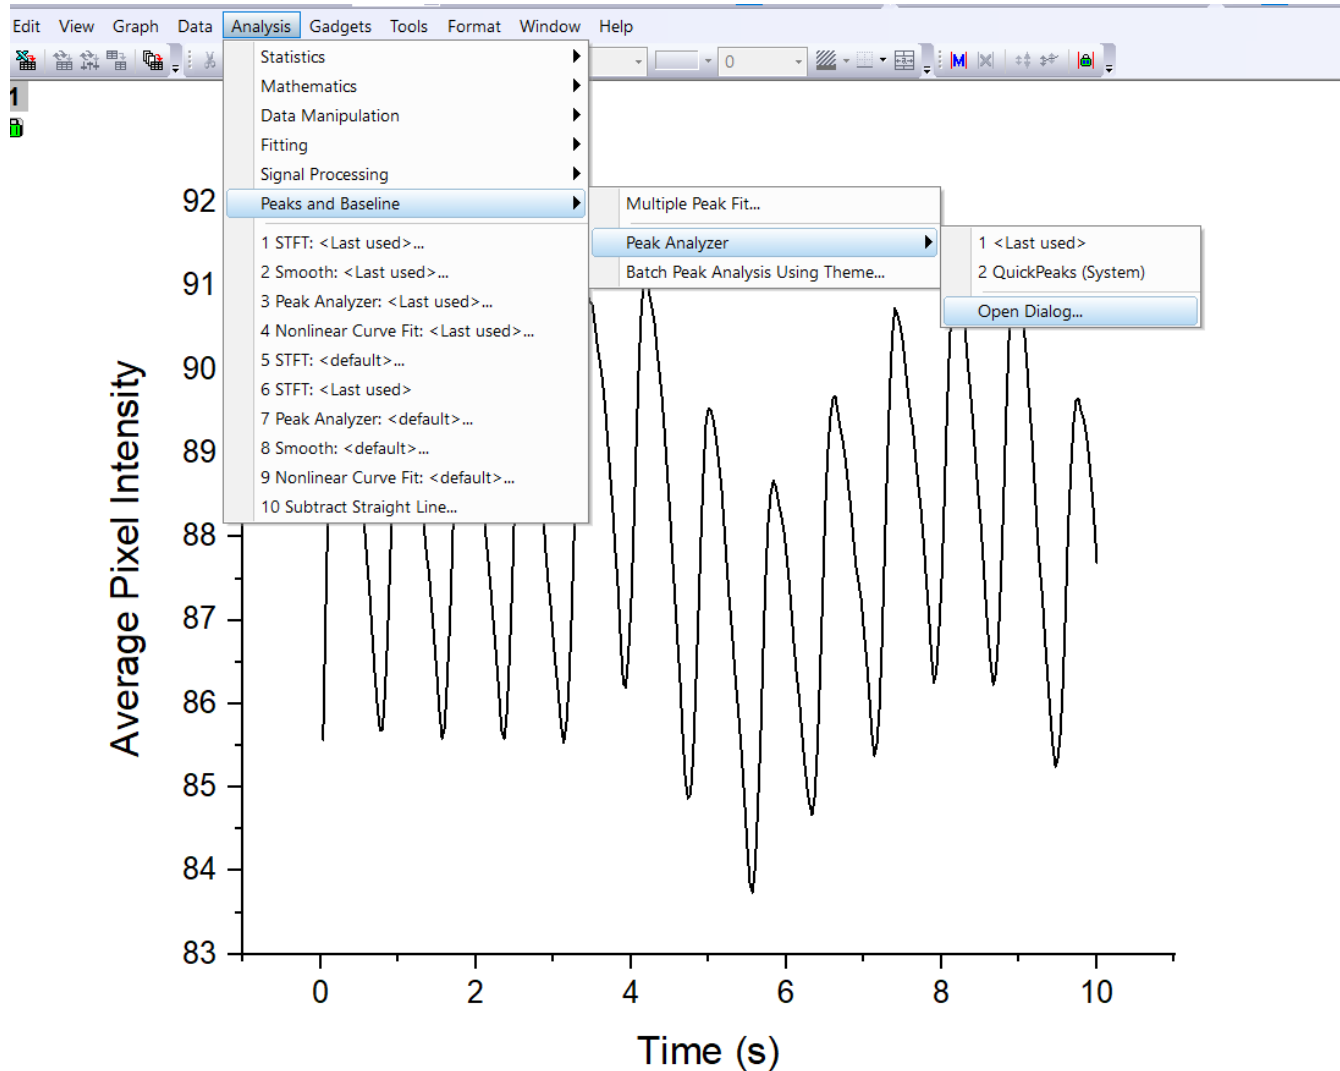 Edit View Graph Data Analysis Gadgets Tools Format Window Help
0
1
Statistics
Mathematics
Data Manipulation
Fitting
Signal Processing
Peaks and Baseline
1 STFT: <Last used>...
2 Smooth: <Last used>...
3 Peak Analyzer: <Last used>...
4 Nonlinear Curve Fit: <Last used>...
5 STFT: <default>...
6 STFT: <Last used>
7 Peak Analyzer: <default>...
8 Smooth: <default>...
9 Nonlinear Curve Fit: <default>...
10 Subtract Straight Line...
Multiple Peak Fit...
Peak Analyzer
Batch Peak Analysis Using Theme...
1 <Last used>
2 QuickPeaks (System)
Open Dialog...
Average Pixel Intensity
92
91
90
89
88
87
86
85
84
83
0 2 4 6 8 10
Time (s)